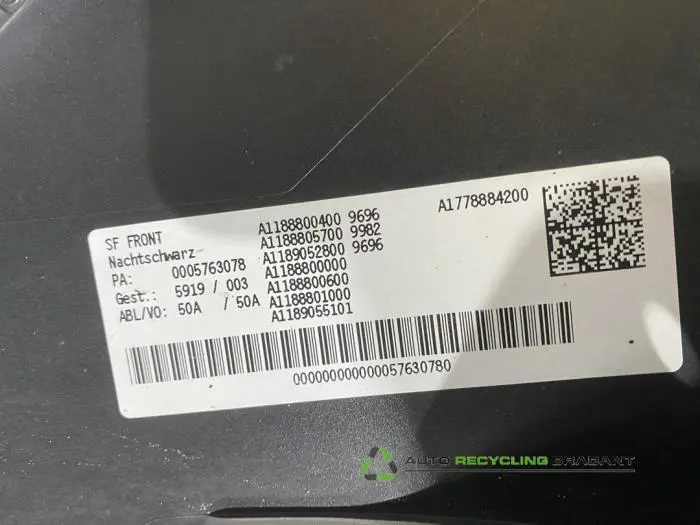 SF FRONT
Nachtschwarz
PA: 0005763078
Gest.: 5919 / 003
ABL/VO: 50A / 50A
A1188800400 9696
A1188805700 9982
A1189052800 9696
A1188800000
A1188800600
A1188801000
A1189055101
A1778884200
000000000000057630780
AUTO RECYCLING BRABANT